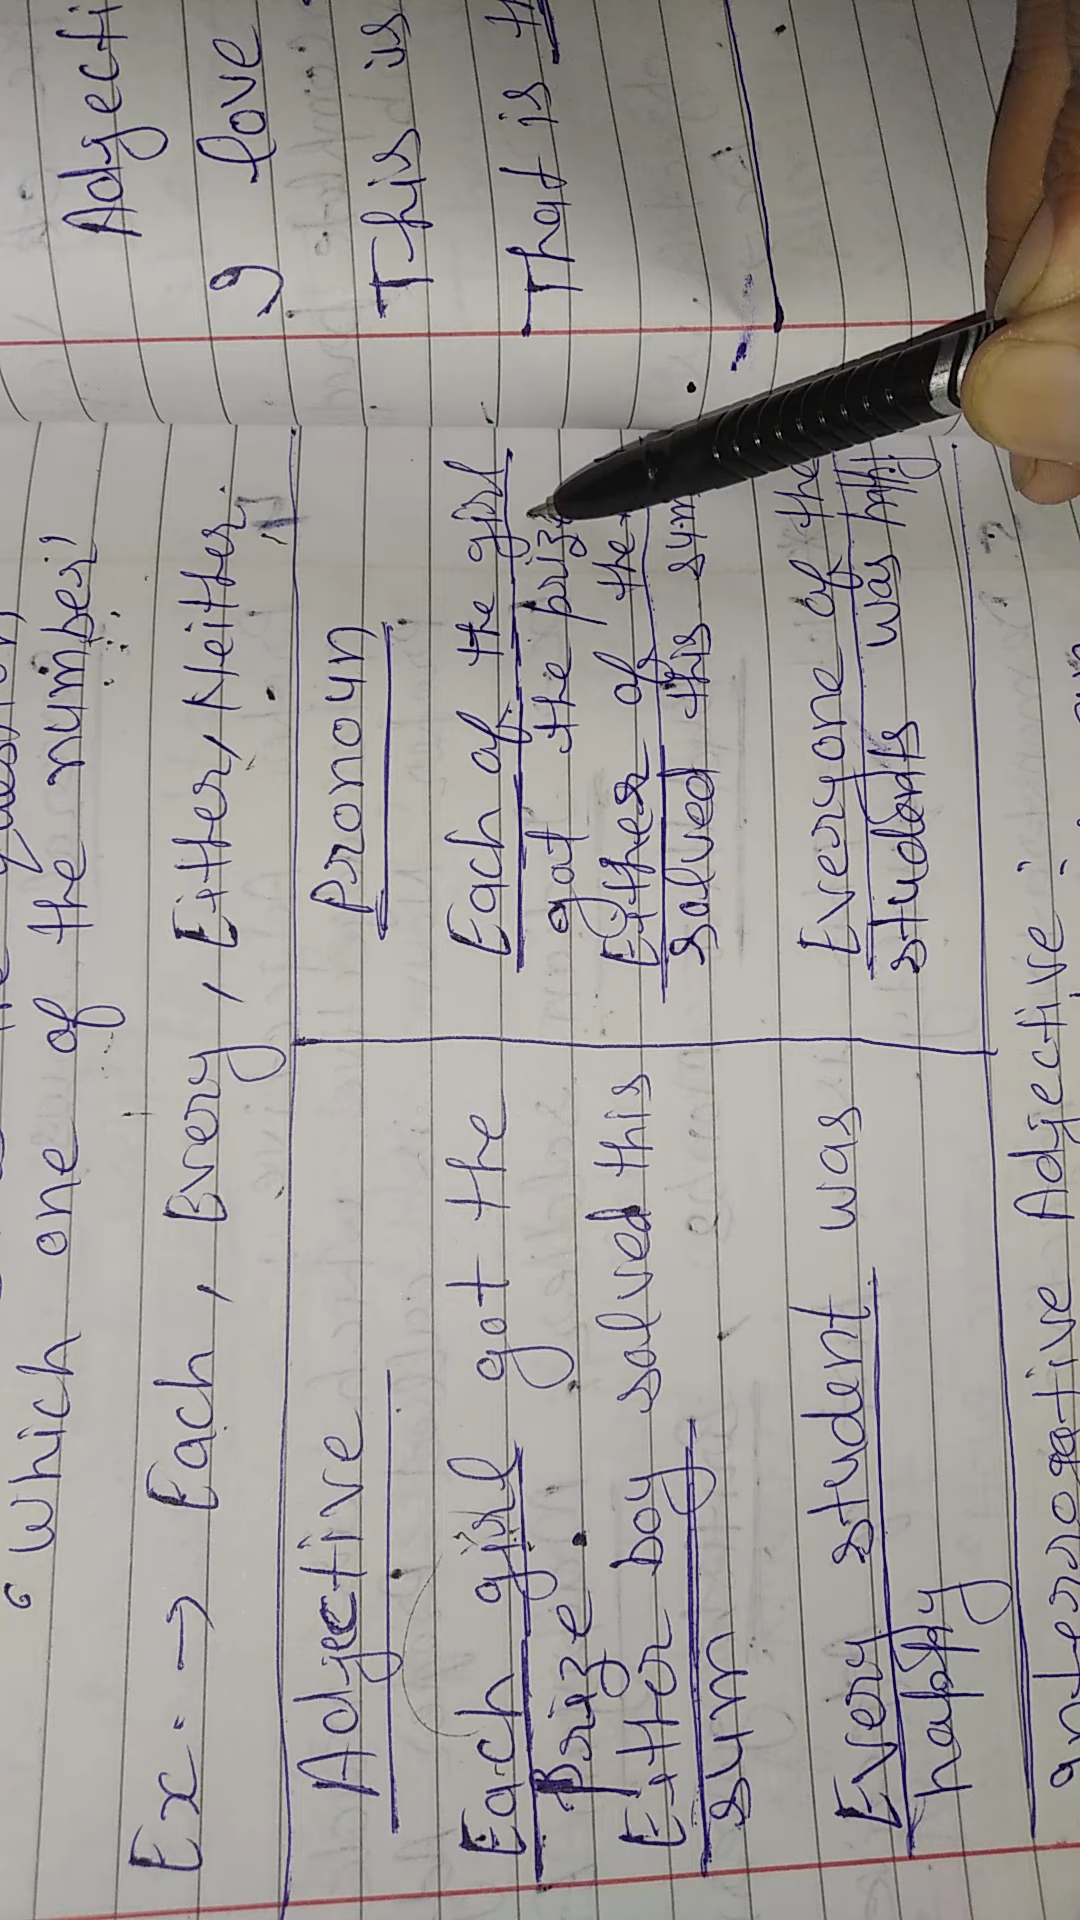 'Which one of the number'
Ex. → Each, Every, Either, Neither.
Adjective
Pronoun
Each girl got the
Prize.
Either boy solved this
sum
Every student was
happy
Each of the girl
got the prize
Either of the
solved this sum
Everyone of the
students was happy
Interrogative Adjective :
Adjecti
I love
This is
That is